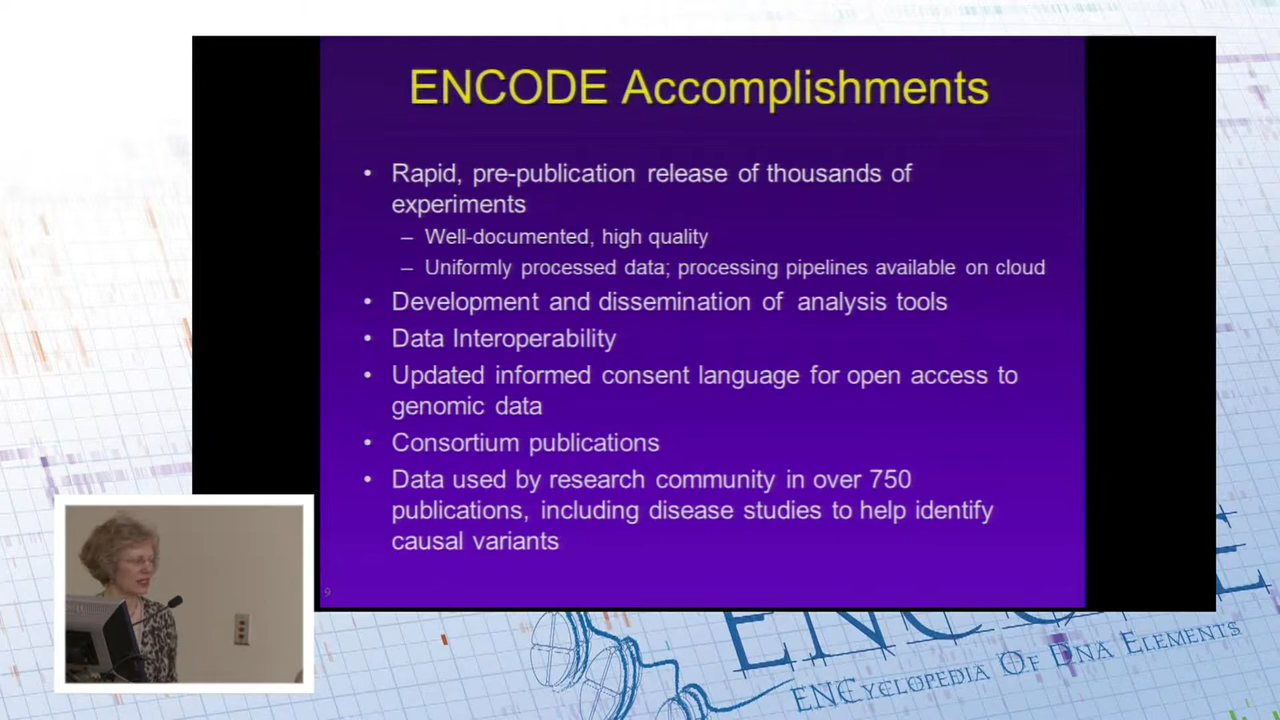 ENCODE Accomplishments
• Rapid, pre-publication release of thousands of
experiments
– Well-documented, high quality
– Uniformly processed data; processing pipelines available on cloud
• Development and dissemination of analysis tools
• Data Interoperability
• Updated informed consent language for open access to
genomic data
• Consortium publications
• Data used by research community in over 750
publications, including disease studies to help identify
causal variants
9
ENCYCLOPEDIA OF DNA ELEMENTS